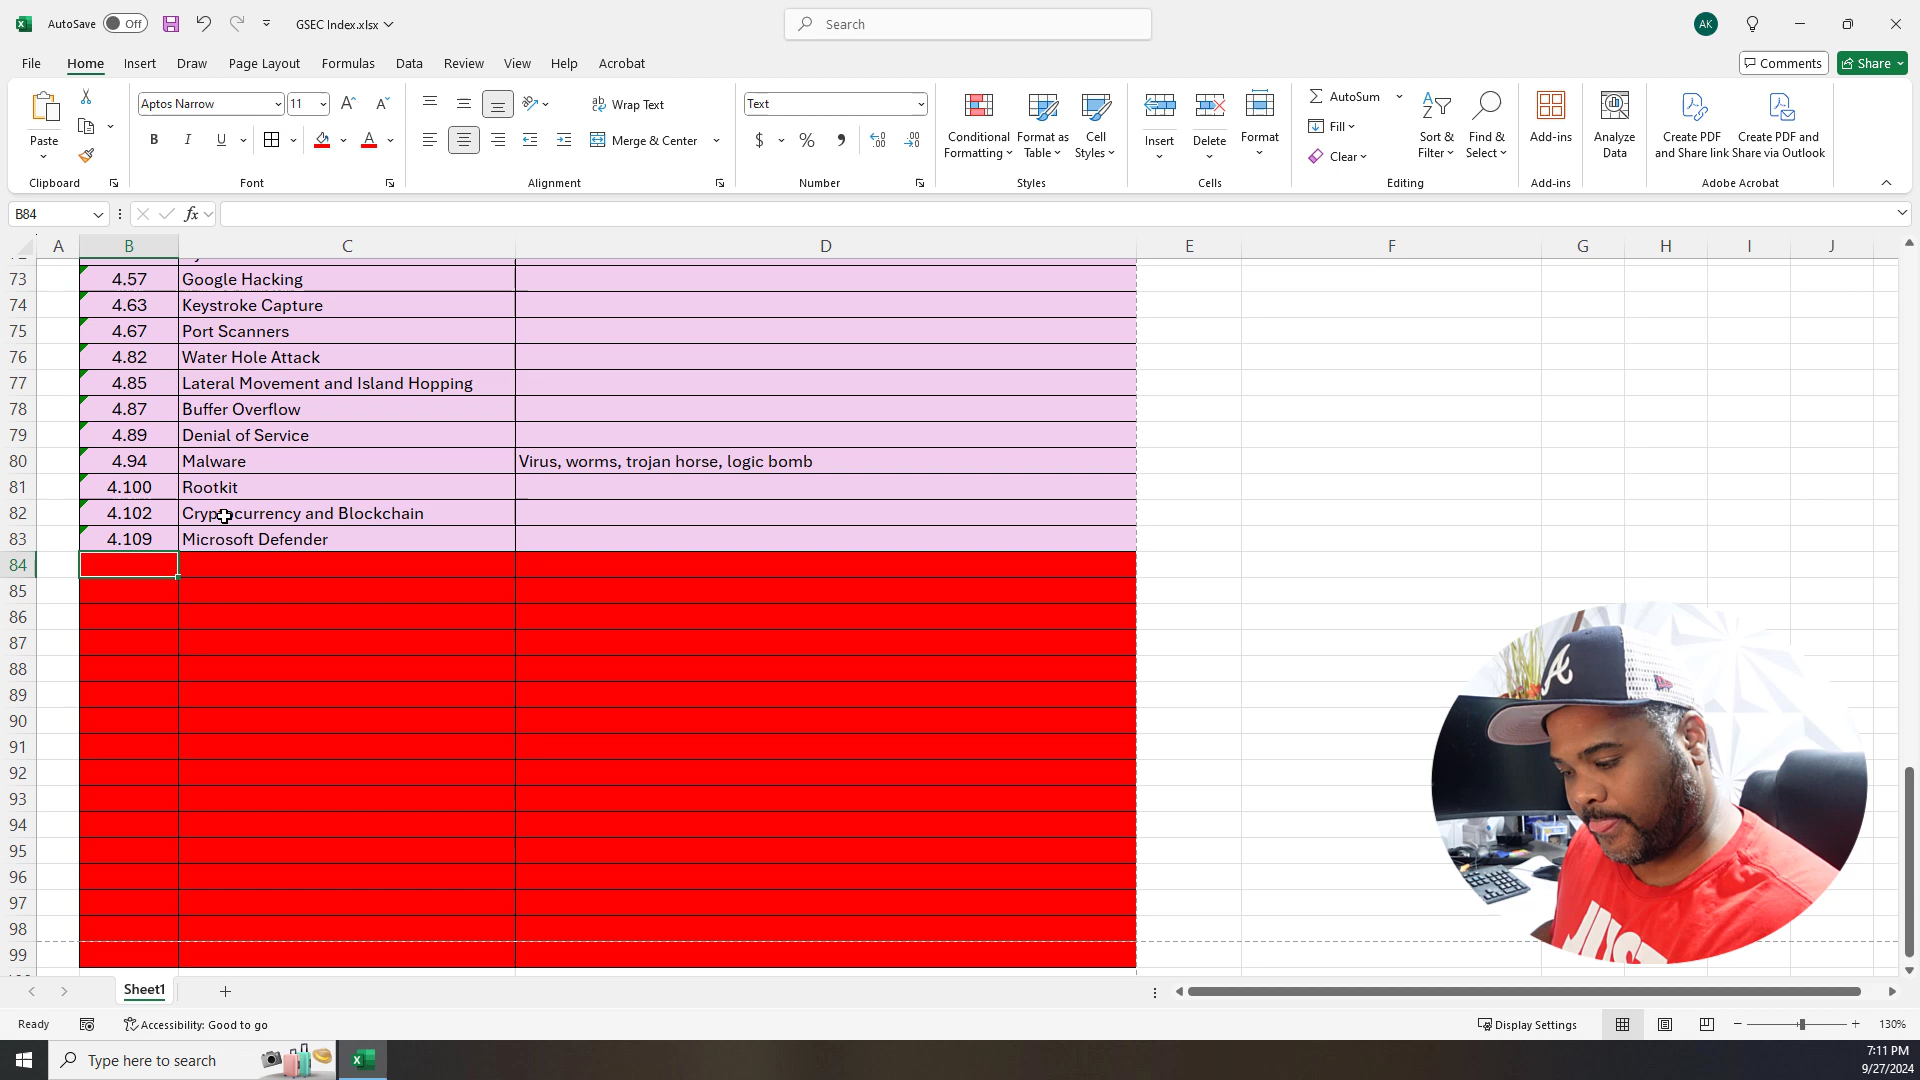 AutoSave Off GSEC Index.xlsx Search AK
File Home Insert Draw Page Layout Formulas Data Review View Help Acrobat Comments Share
Paste Aptos Narrow 11 A A B I U A ab Wrap Text Merge & Center Text $ % , Conditional Formatting Format as Table Cell Styles Insert Delete Format AutoSum Fill Clear Sort & Filter Find & Select Add-ins Analyze Data Create PDF and Share link Create PDF and Share via Outlook
Clipboard Font Alignment Number Styles Cells Editing Add-ins Adobe Acrobat
B84 fx
A B C D E F G H I J
73 4.57 Google Hacking
74 4.63 Keystroke Capture
75 4.67 Port Scanners
76 4.82 Water Hole Attack
77 4.85 Lateral Movement and Island Hopping
78 4.87 Buffer Overflow
79 4.89 Denial of Service
80 4.94 Malware Virus, worms, trojan horse, logic bomb
81 4.100 Rootkit
82 4.102 Cryptocurrency and Blockchain
83 4.109 Microsoft Defender
84
85
86
87
88
89
90
91
92
93
94
95
96
97
98
99
Sheet1
Ready Accessibility: Good to go Display Settings 130%
Type here to search 7:11 PM
9/27/2024
A